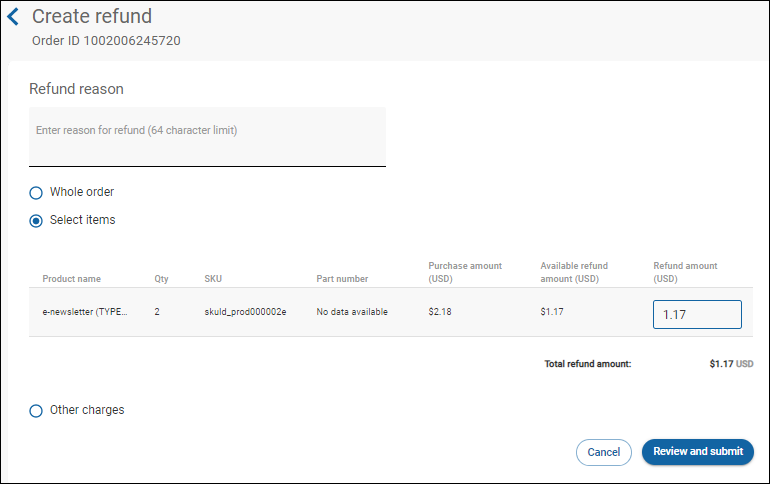 Create refund
Order ID 1002006245720
Refund reason
Enter reason for refund (64 character limit)
Whole order
Select items
Product name Qty SKU Part number Purchase amount (USD) Available refund amount (USD) Refund amount (USD)
e-newsletter (TYPE... 2 skuId_prod000002e No data available $2.18 $1.17 1.17
Total refund amount: $1.17 USD
Other charges
Cancel Review and submit